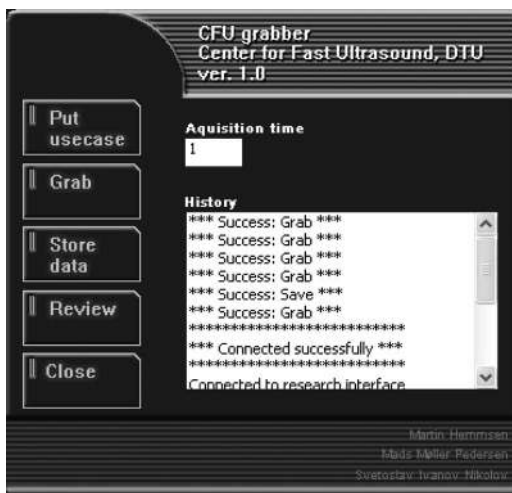 CFU grabber
Center for Fast Ultrasound, DTU
ver. 1.0
Put
usecase
Grab
Store
data
Review
Close
Aquisition time
1
History
*** Success: Grab ***
*** Success: Grab ***
*** Success: Grab ***
*** Success: Grab ***
*** Success: Save ***
*** Success: Grab ***
***************************
*** Connected successfully ***
***************************
Connected to research interface
Martin Hemmsen
Mads Møller Pedersen
Svetoslav Ivanov Nikolov